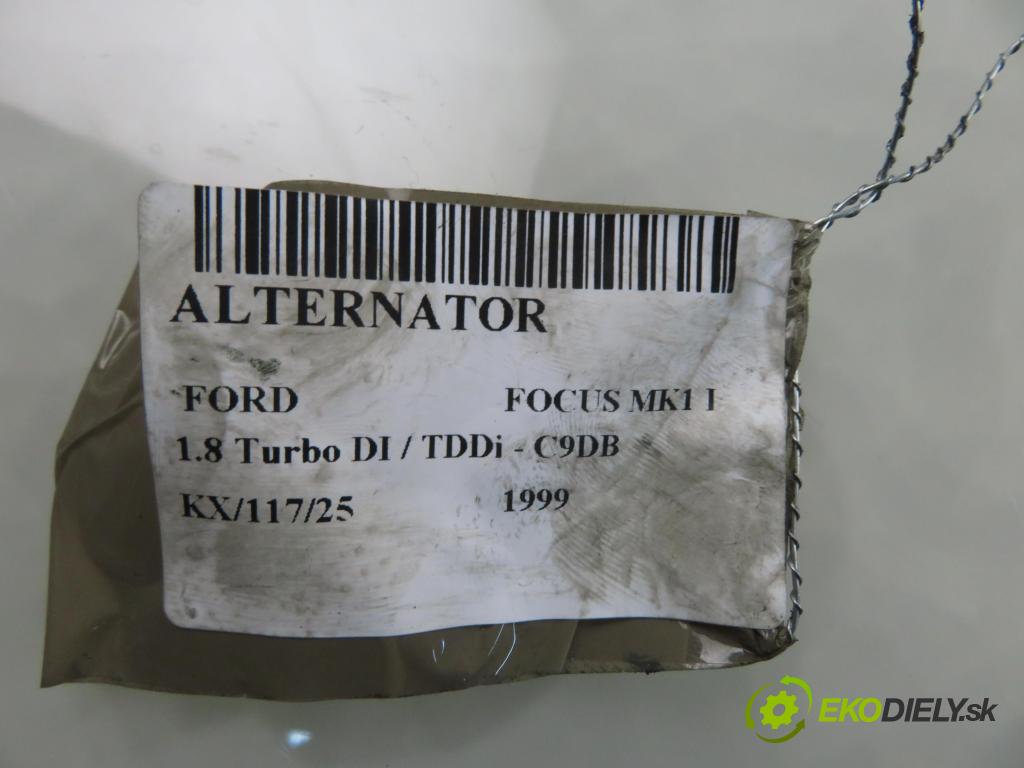 ALTERNATOR
FORD FOCUS MK1 I
1.8 Turbo DI / TDDi - C9DB
KX/117/25 1999
EKODIELY.sk